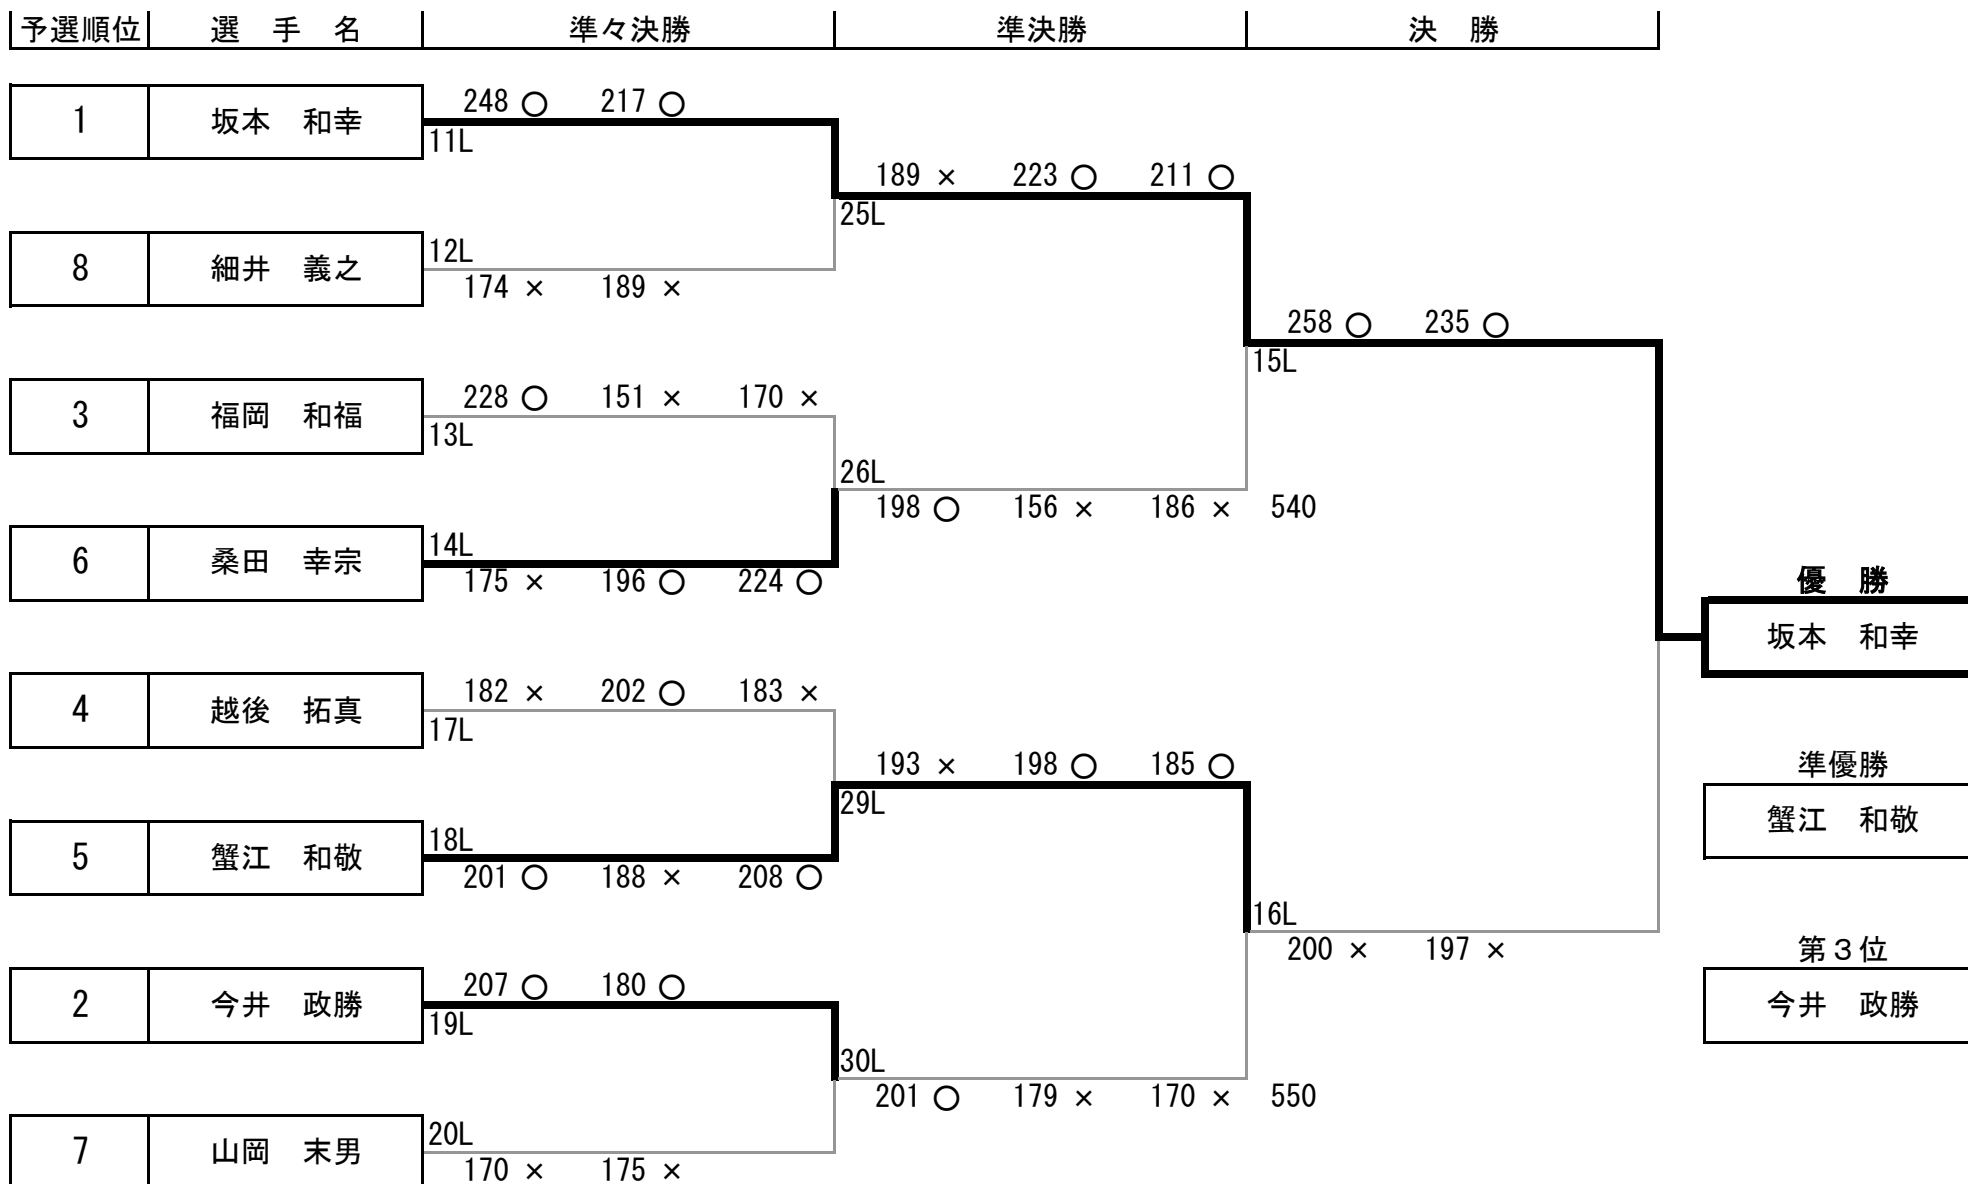 予選順位 選　手　名 準々決勝 準決勝 決　勝
248 ○ 217 ○
1 坂本　和幸
11L
189 × 223 ○ 211 ○
25L
12L
8 細井　義之
174 × 189 ×
258 ○ 235 ○
15L
228 ○ 151 × 170 ×
3 福岡　和福
13L
26L
198 ○ 156 × 186 × 540
14L
6 桑田　幸宗
175 × 196 ○ 224 ○
優　勝
坂本　和幸
182 × 202 ○ 183 ×
4 越後　拓真
17L
193 × 198 ○ 185 ○
29L
準優勝
蟹江　和敬
18L
5 蟹江　和敬
201 ○ 188 × 208 ○
16L
200 × 197 ×
第３位
今井　政勝
207 ○ 180 ○
2 今井　政勝
19L
30L
201 ○ 179 × 170 × 550
20L
7 山岡　末男
170 × 175 ×